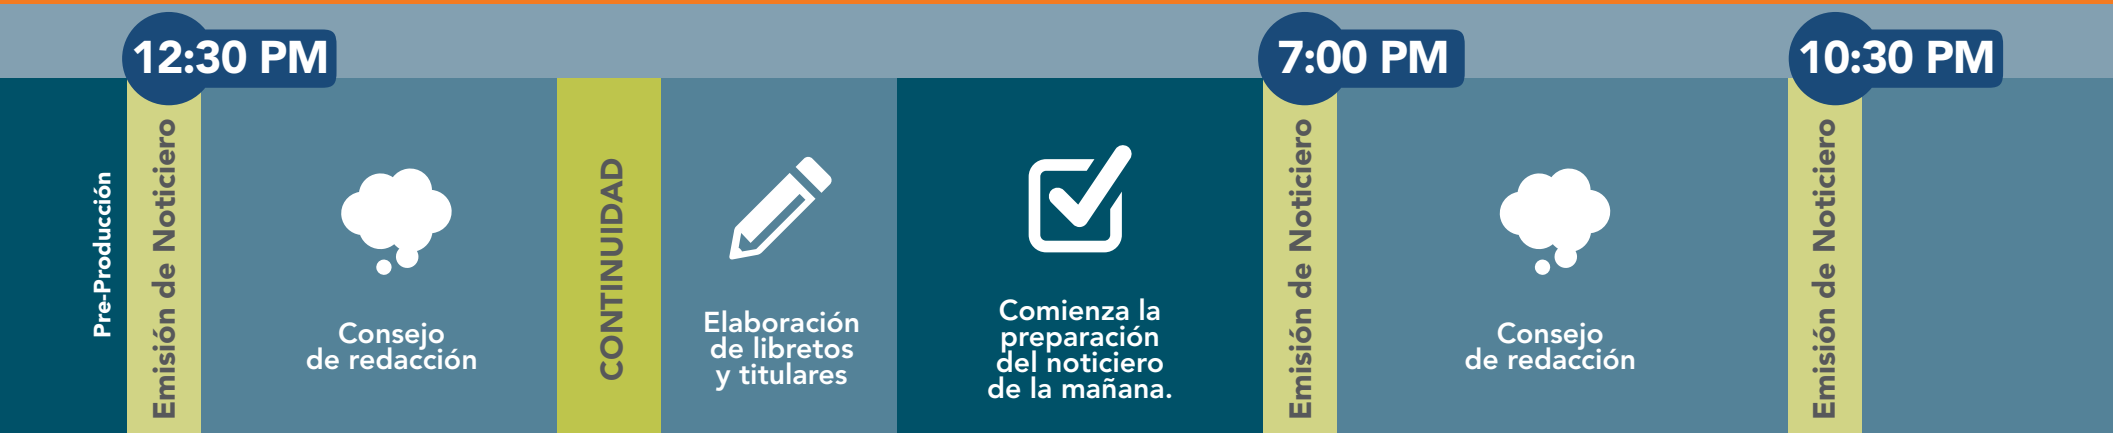 12:30 PM
7:00 PM
10:30 PM
Pre-Producción
Emisión de Noticiero
Consejo
de redacción
CONTINUIDAD
Elaboración
de libretos
y titulares
Comienza la
preparación
del noticiero
de la mañana.
Emisión de Noticiero
Consejo
de redacción
Emisión de Noticiero